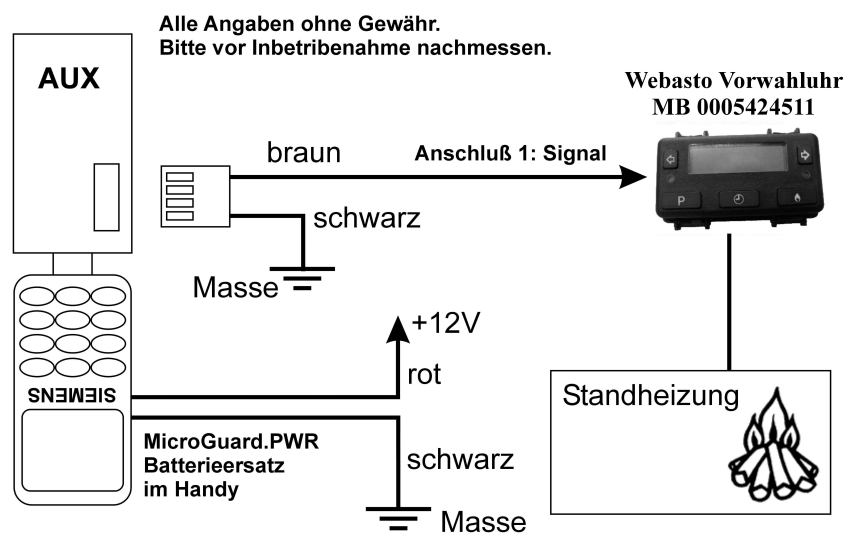 Alle Angaben ohne Gewähr.
Bitte vor Inbetribenahme nachmessen.
AUX
Webasto Vorwahluhr
MB 0005424511
braun
Anschluß 1: Signal
schwarz
P
Masse
+12V
rot
SIEMENS
Standheizung
MicroGuard.PWR
Batterieersatz
im Handy
schwarz
Masse